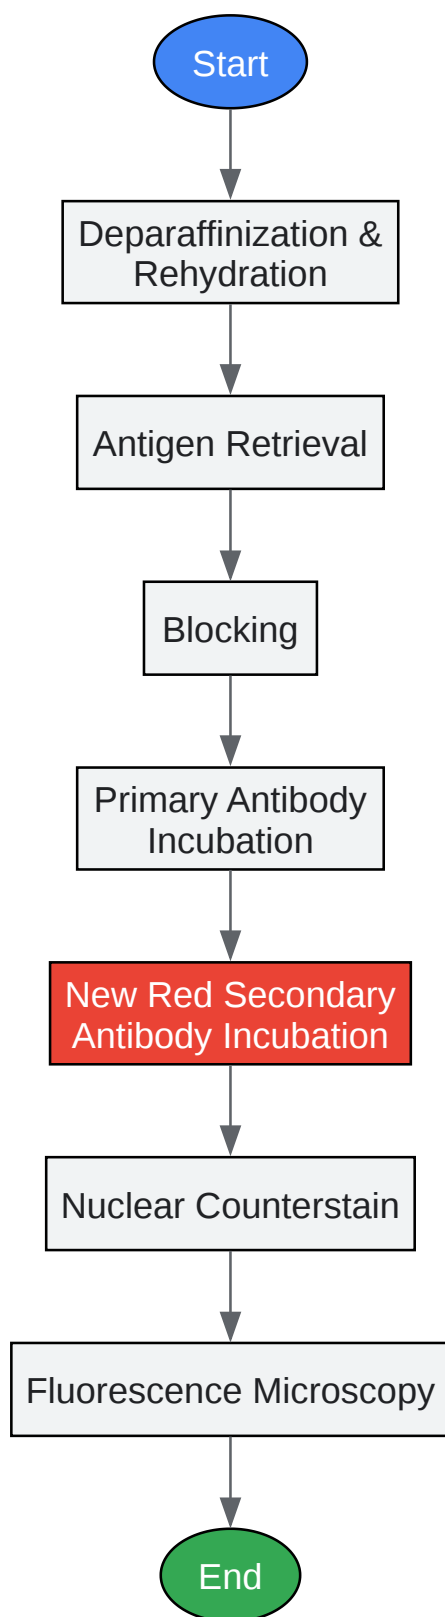 Start
Deparaffinization &
Rehydration
Antigen Retrieval
Blocking
Primary Antibody
Incubation
New Red Secondary
Antibody Incubation
Nuclear Counterstain
Fluorescence Microscopy
End